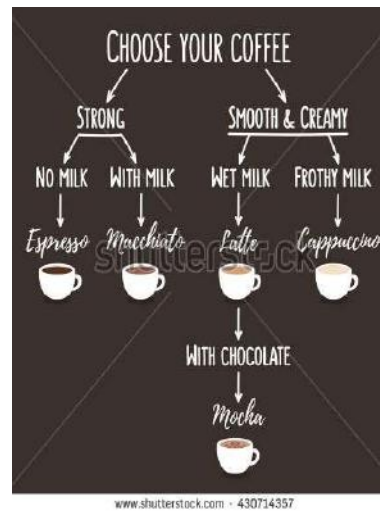 CHOOSE YOUR COFFEE
STRONG SMOOTH & CREAMY
NO MILK WITH MILK WET MILK FROTHY MILK
Espresso Macchiato Latte Cappuccino
shutterstock
WITH CHOCOLATE
Mocha
www.shutterstock.com · 430714357